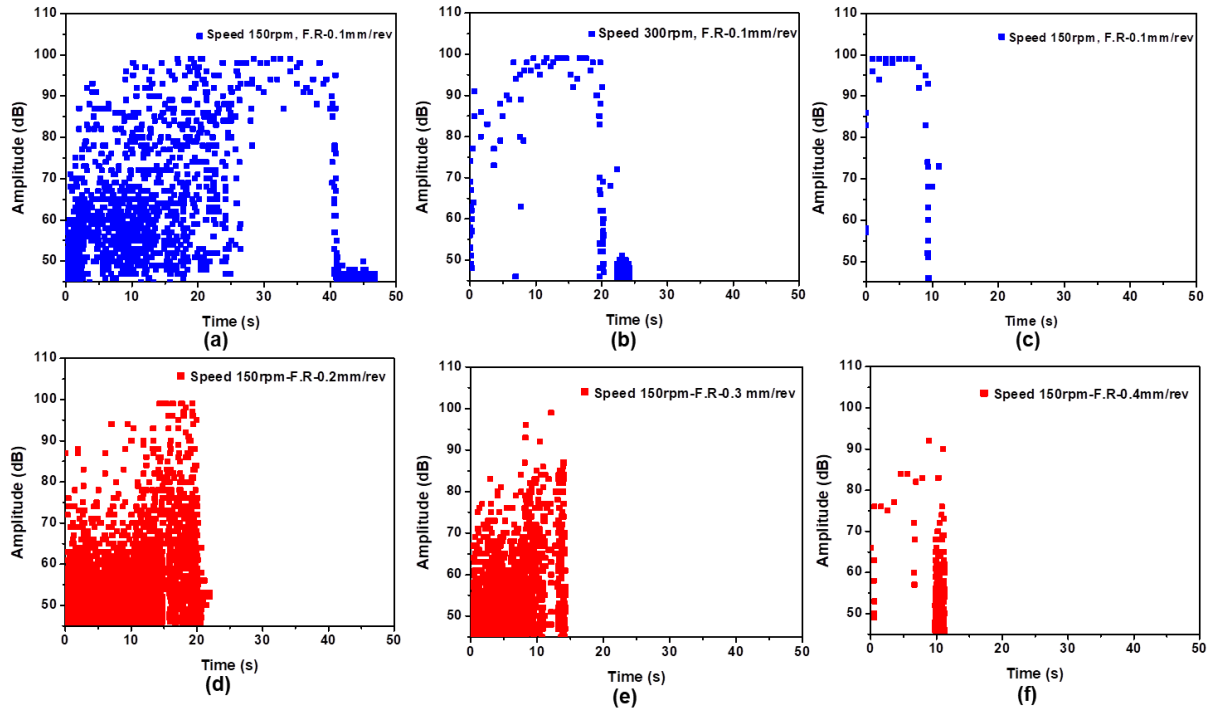 Speed 150rpm, F.R-0.1mm/rev
110
100
90
80
70
60
50
Amplitude (dB)
0 10 20 30 40 50
Time (s)
(a)
Speed 300rpm, F.R-0.1mm/rev
110
100
90
80
70
60
50
Amplitude (dB)
0 10 20 30 40 50
Time (s)
(b)
Speed 150rpm, F.R-0.1mm/rev
110
100
90
80
70
60
50
Amplitude (dB)
0 10 20 30 40 50
Time (s)
(c)
Speed 150rpm-F.R-0.2mm/rev
110
100
90
80
70
60
50
Amplitude (dB)
0 10 20 30 40 50
Time (s)
(d)
Speed 150rpm-F.R-0.3 mm/rev
110
100
90
80
70
60
50
Amplitude (dB)
0 10 20 30 40 50
Time (s)
(e)
Speed 150rpm-F.R-0.4mm/rev
110
100
90
80
70
60
50
Amplitude (dB)
0 10 20 30 40 50
Time (s)
(f)